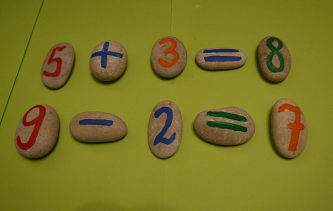 5 + 3 = 8
9 - 2 = 7